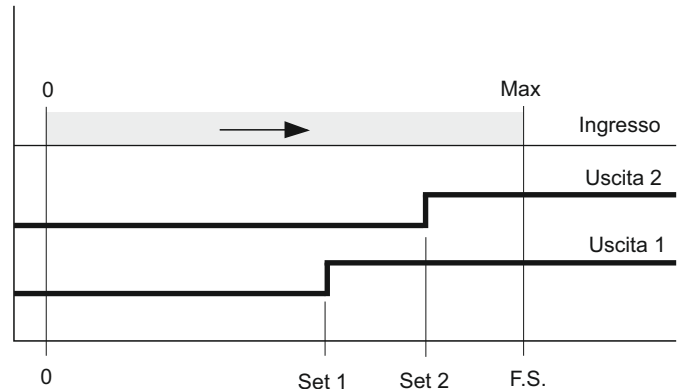 0
Max
Ingresso
Uscita 2
Uscita 1
0
Set 1
Set 2
F.S.